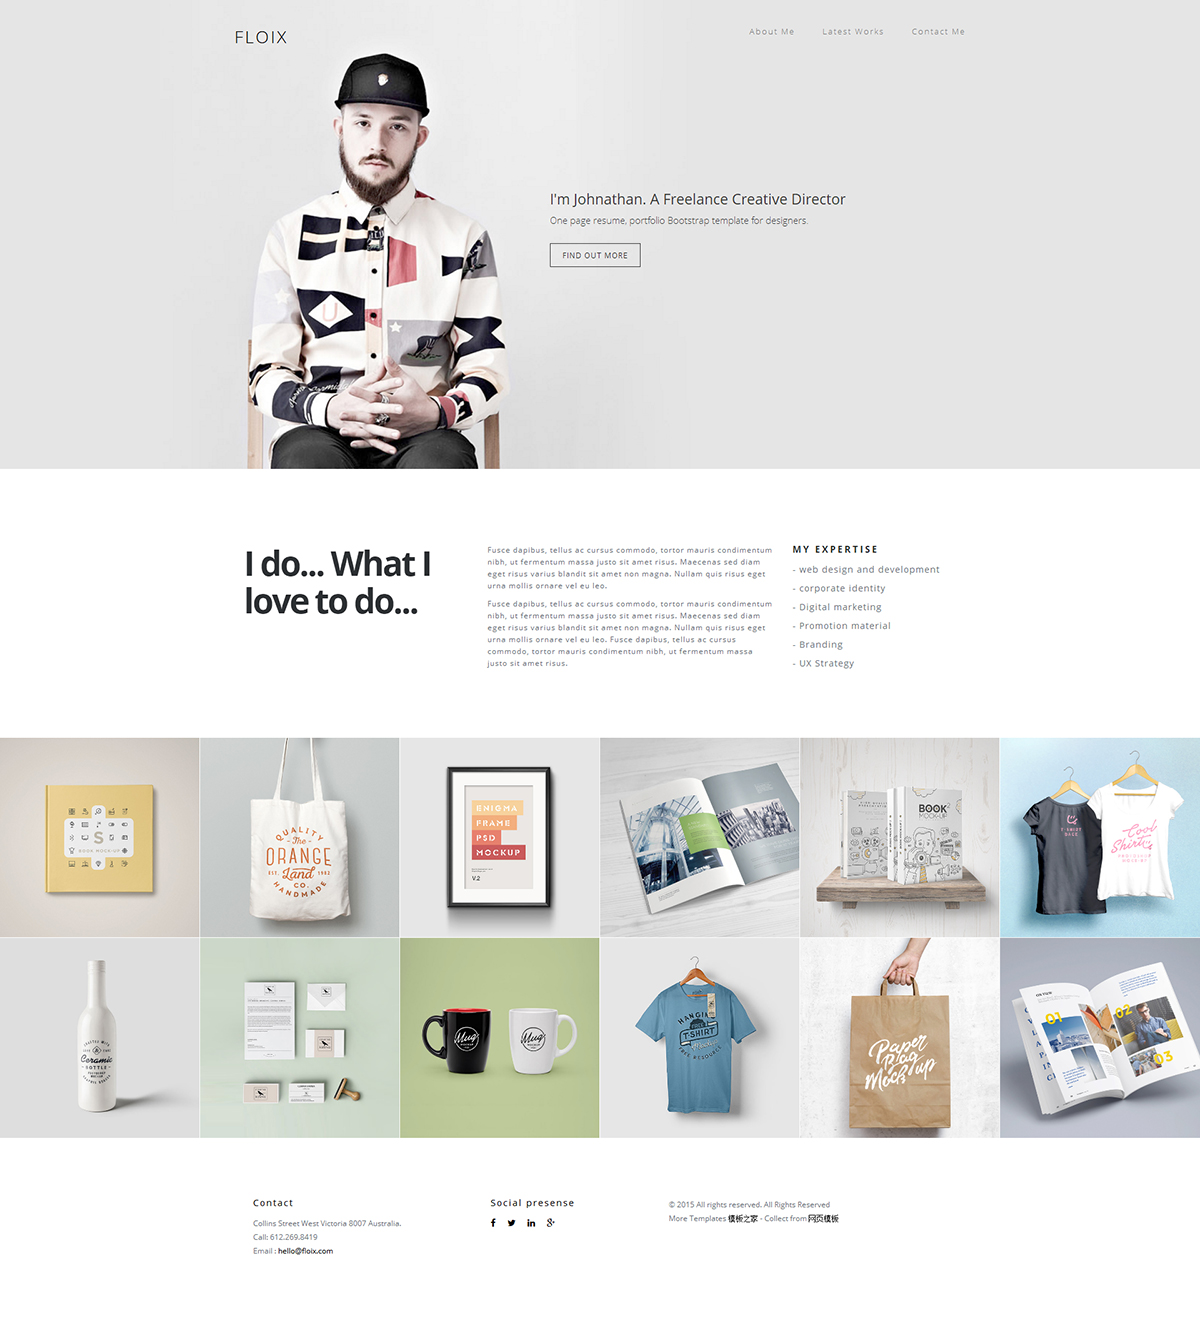 FLOIX
About Me
Latest Works
Contact Me
I'm Johnathan. A Freelance Creative Director
One page resume, portfolio Bootstrap template for designers.
FIND OUT MORE
I do... What I
love to do...
Fusce dapibus, tellus ac cursus commodo, tortor mauris condimentum
nibh, ut fermentum massa justo sit amet risus. Maecenas sed diam
eget risus varius blandit sit amet non magna. Nullam quis risus eget
urna mollis ornare vel eu leo.
Fusce dapibus, tellus ac cursus commodo, tortor mauris condimentum
nibh, ut fermentum massa justo sit amet risus. Maecenas sed diam
eget risus varius blandit sit amet non magna. Nullam quis risus eget
urna mollis ornare vel eu leo. Fusce dapibus, tellus ac cursus
commodo, tortor mauris condimentum nibh, ut fermentum massa
justo sit amet risus.
MY EXPERTISE
- web design and development
- corporate identity
- Digital marketing
- Promotion material
- Branding
- UX Strategy
S
BOOK MOCK-UP
QUALITY
The
ORANGE
EST. 1983
Land
CO.
HANDMADE
ENIGMA
FRAME
PSD
MOCKUP
V.2
BOOK
MOCKUP
T-SHIRT
BACK
Cool
Shirts
Ceramic
BOTTLE
Mug
Mug
HANGING
T-SHIRT
FREE RESOURCE
Paper
Bag
Mockup
01
02
03
Contact
Collins Street West Victoria 8007 Australia.
Call: 612.269.8419
Email : hello@floix.com
Social presense
© 2015 All rights reserved. All Rights Reserved
More Templates 模板之家 - Collect from 网页模板